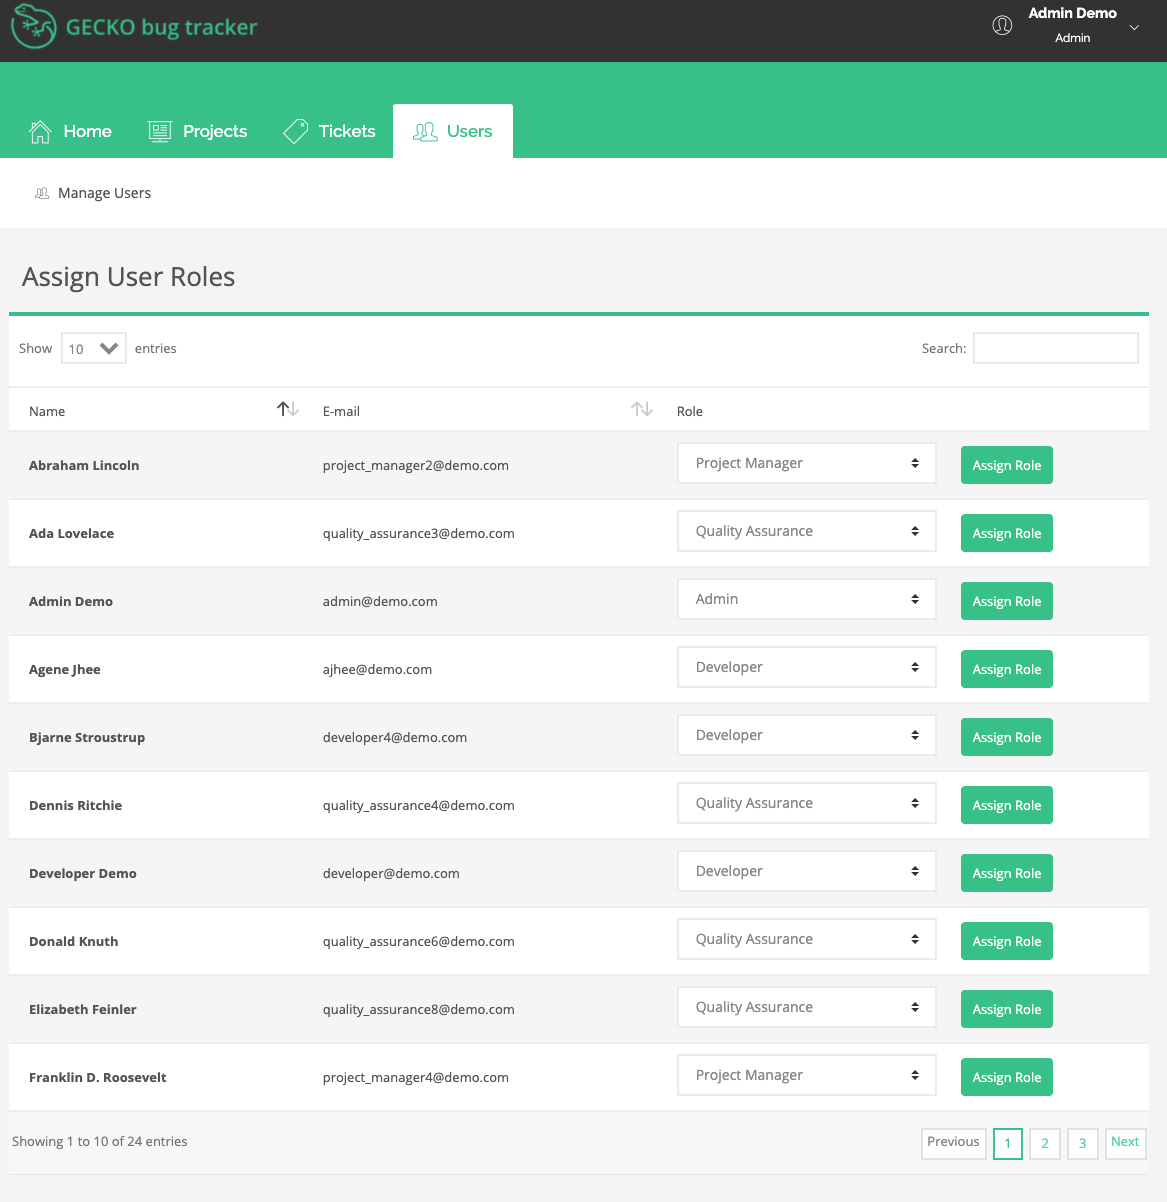 GECKO bug tracker
Admin Demo
Admin
Home Projects Tickets Users
Manage Users
Assign User Roles
Show 10 entries Search:
Name E-mail Role
Abraham Lincoln project_manager2@demo.com Project Manager Assign Role
Ada Lovelace quality_assurance3@demo.com Quality Assurance Assign Role
Admin Demo admin@demo.com Admin Assign Role
Agene Jhee ajhee@demo.com Developer Assign Role
Bjarne Stroustrup developer4@demo.com Developer Assign Role
Dennis Ritchie quality_assurance4@demo.com Quality Assurance Assign Role
Developer Demo developer@demo.com Developer Assign Role
Donald Knuth quality_assurance6@demo.com Quality Assurance Assign Role
Elizabeth Feinler quality_assurance8@demo.com Quality Assurance Assign Role
Franklin D. Roosevelt project_manager4@demo.com Project Manager Assign Role
Showing 1 to 10 of 24 entries Previous 1 2 3 Next